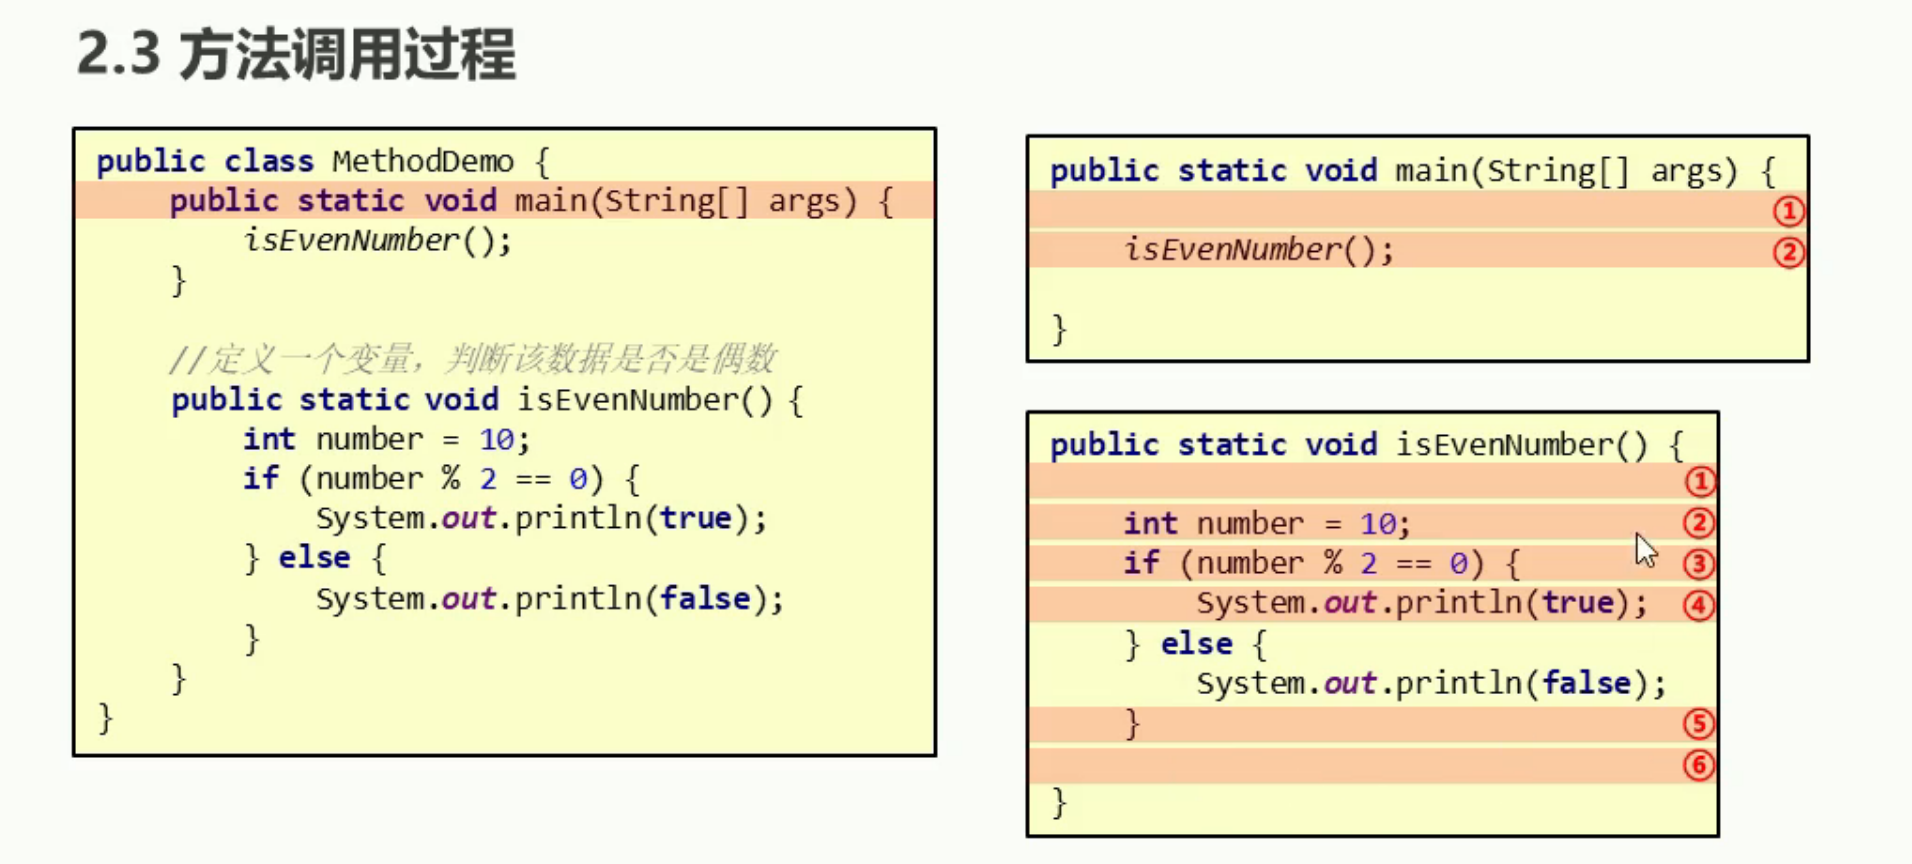 2.3 方法调用过程
public class MethodDemo {
public static void main(String[] args) {
isEvenNumber();
}
//定义一个变量，判断该数据是否是偶数
public static void isEvenNumber() {
int number = 10;
if (number % 2 == 0) {
System.out.println(true);
} else {
System.out.println(false);
}
}
}
public static void main(String[] args) {
①
isEvenNumber(); ②
}
public static void isEvenNumber() {
①
int number = 10; ②
if (number % 2 == 0) { ③
System.out.println(true); ④
} else {
System.out.println(false);
} ⑤
⑥
}